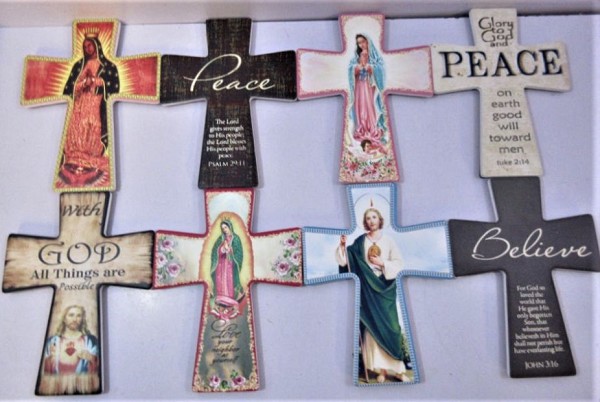 Peace
The Lord
gives strength
to His people;
the Lord blesses
His people with
peace.
PSALM 29:11
Glory
to
God
and
PEACE
on
earth
good
will
toward
men
luke 2:14
With
GOD
All Things are
Possible
Believe
For God so
loved the
world that
He gave His
only begotten
Son, that
whosoever
believeth in Him
shall not perish but
have everlasting life.
JOHN 3:16